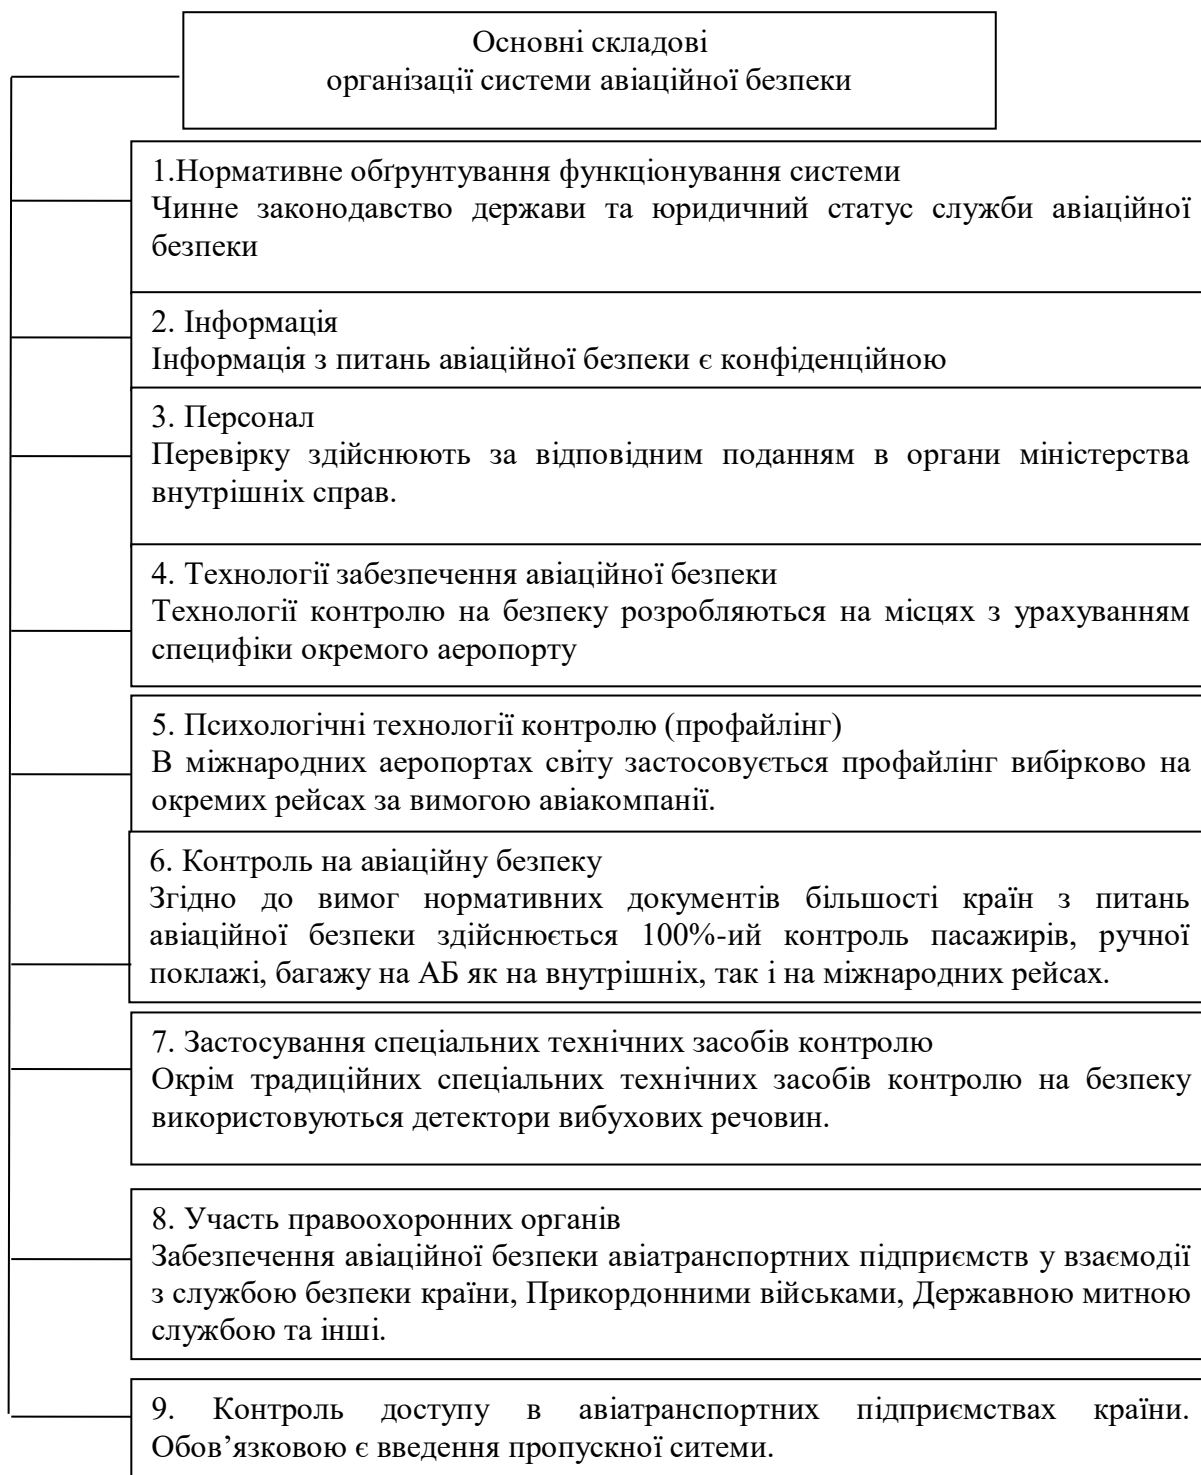 Основні складові
організації системи авіаційної безпеки
1.Нормативне обґрунтування функціонування системи
Чинне законодавство держави та юридичний статус служби авіаційної
безпеки
2. Інформація
Інформація з питань авіаційної безпеки є конфіденційною
3. Персонал
Перевірку здійснюють за відповідним поданням в органи міністерства
внутрішніх справ.
4. Технології забезпечення авіаційної безпеки
Технології контролю на безпеку розробляються на місцях з урахуванням
специфіки окремого аеропорту
5. Психологічні технології контролю (профайлінг)
В міжнародних аеропортах світу застосовується профайлінг вибірково на
окремих рейсах за вимогою авіакомпанії.
6. Контроль на авіаційну безпеку
Згідно до вимог нормативних документів більшості країн з питань
авіаційної безпеки здійснюється 100%-ий контроль пасажирів, ручної
поклажі, багажу на АБ як на внутрішніх, так і на міжнародних рейсах.
7. Застосування спеціальних технічних засобів контролю
Окрім традиційних спеціальних технічних засобів контролю на безпеку
використовуються детектори вибухових речовин.
8. Участь правоохоронних органів
Забезпечення авіаційної безпеки авіатранспортних підприємств у взаємодії
з службою безпеки країни, Прикордонними військами, Державною митною
службою та інші.
9. Контроль доступу в авіатранспортних підприємствах країни.
Обов’язковою є введення пропускної ситеми.